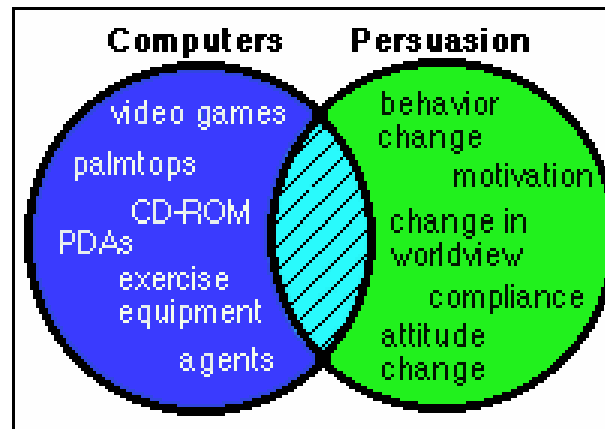 Computers
Persuasion
video games
palmtops
CD-ROM
PDAs
exercise
equipment
agents
behavior
change
motivation
change in
worldview
compliance
attitude
change